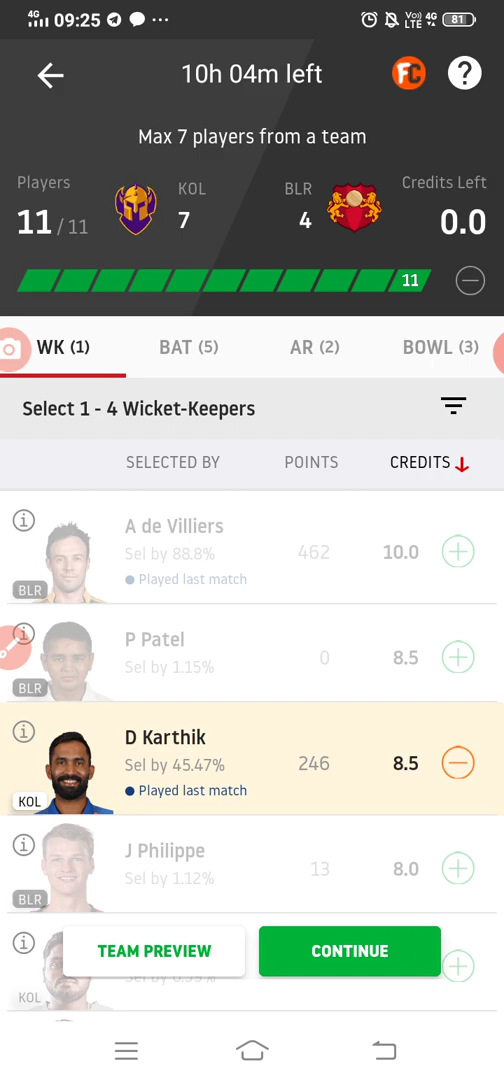 4G 09:25 ... Vo)) LTE 4G 81
10h 04m left FC ?
Max 7 players from a team
Players KOL BLR Credits Left
11/11 7 4 0.0
11
WK (1) BAT (5) AR (2) BOWL (3)
Select 1 - 4 Wicket-Keepers
SELECTED BY POINTS CREDITS
A de Villiers
Sel by 88.8% 462 10.0
Played last match
BLR
P Patel
Sel by 1.15% 0 8.5
BLR
D Karthik
Sel by 45.47% 246 8.5
Played last match
KOL
J Philippe
Sel by 1.12% 13 8.0
BLR
TEAM PREVIEW CONTINUE
KOL